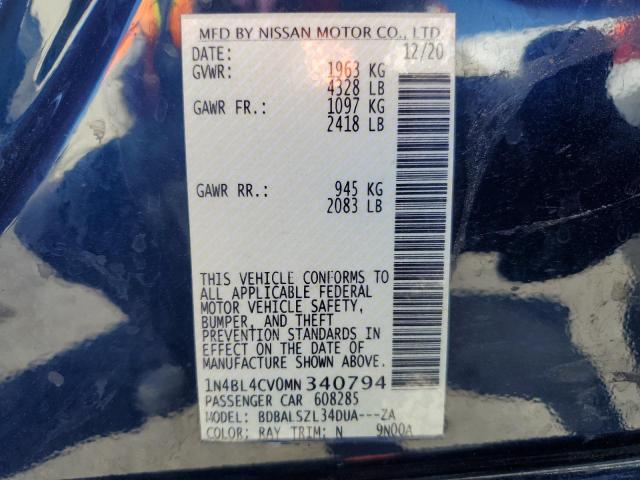 MFD BY NISSAN MOTOR CO., LTD
DATE: 12/20
GVWR: 1963 KG
4328 LB
GAWR FR.: 1097 KG
2418 LB
GAWR RR.: 945 KG
2083 LB
THIS VEHICLE CONFORMS TO
ALL APPLICABLE FEDERAL
MOTOR VEHICLE SAFETY,
BUMPER, AND THEFT
PREVENTION STANDARDS IN
EFFECT ON THE DATE OF
MANUFACTURE SHOWN ABOVE.
1N4BL4CV0MN340794
PASSENGER CAR 608285
MODEL: BDBALSZL34DUA---ZA
COLOR: RAY TRIM: N 9N00A